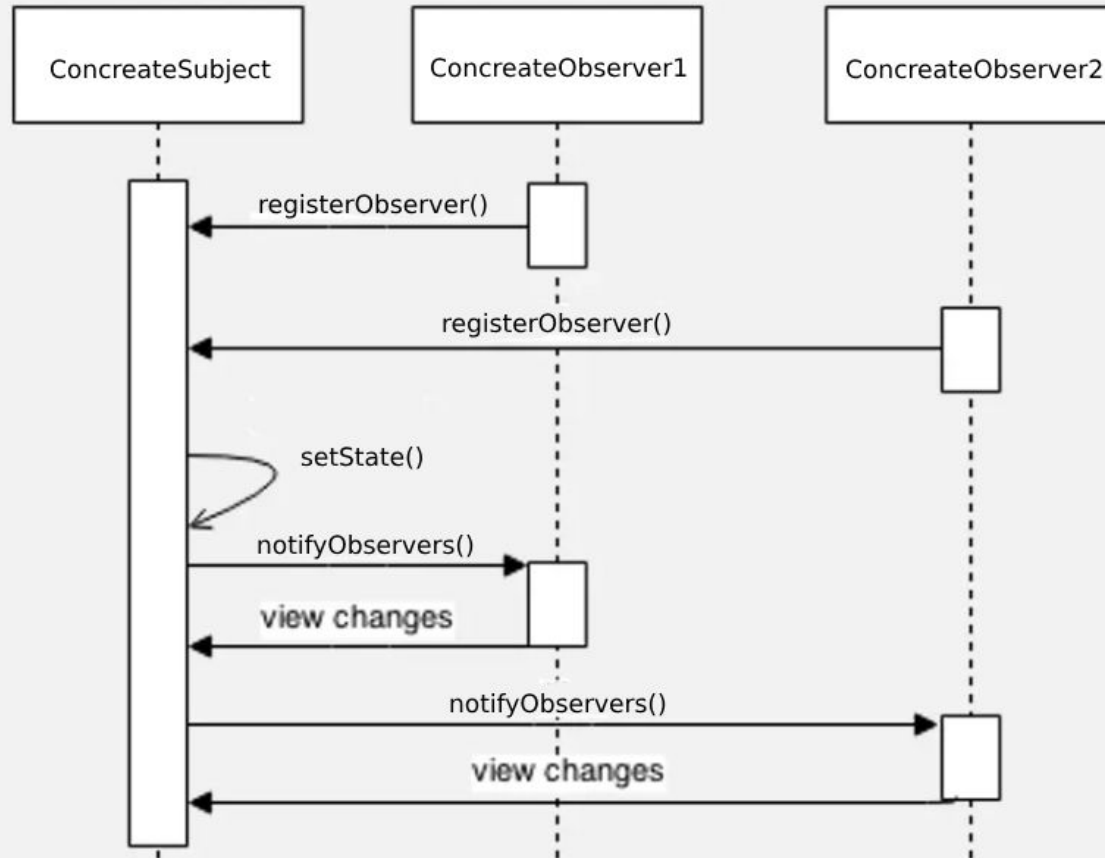 ConcreateSubject
ConcreateObserver1
ConcreateObserver2
registerObserver()
registerObserver()
setState()
notifyObservers()
view changes
notifyObservers()
view changes